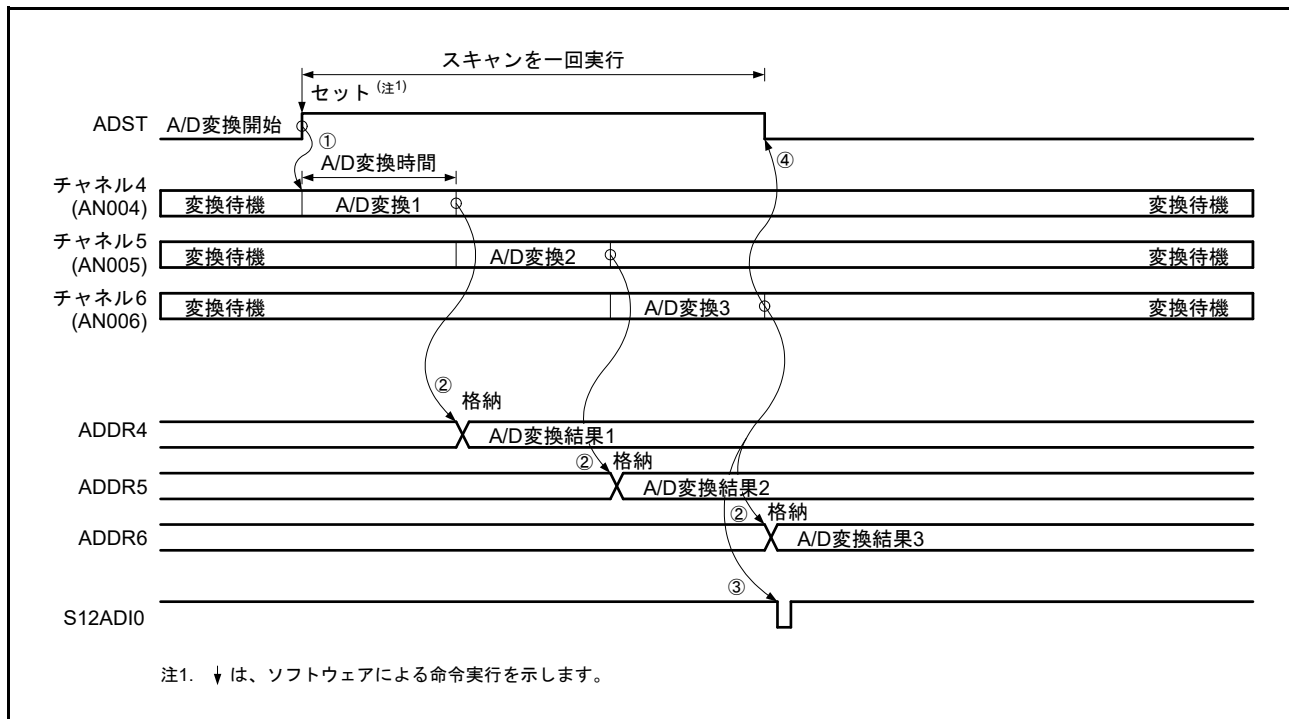 スキャンを一回実行
セット(注1)
ADST A/D変換開始
①
④
A/D変換時間
チャネル4
(AN004)
変換待機 A/D変換1 変換待機
チャネル5
(AN005)
変換待機 A/D変換2 変換待機
チャネル6
(AN006)
変換待機 A/D変換3 変換待機
② 格納
ADDR4 A/D変換結果1
② 格納
ADDR5 A/D変換結果2
② 格納
ADDR6 A/D変換結果3
③
S12ADI0
注1. ↓は、ソフトウェアによる命令実行を示します。